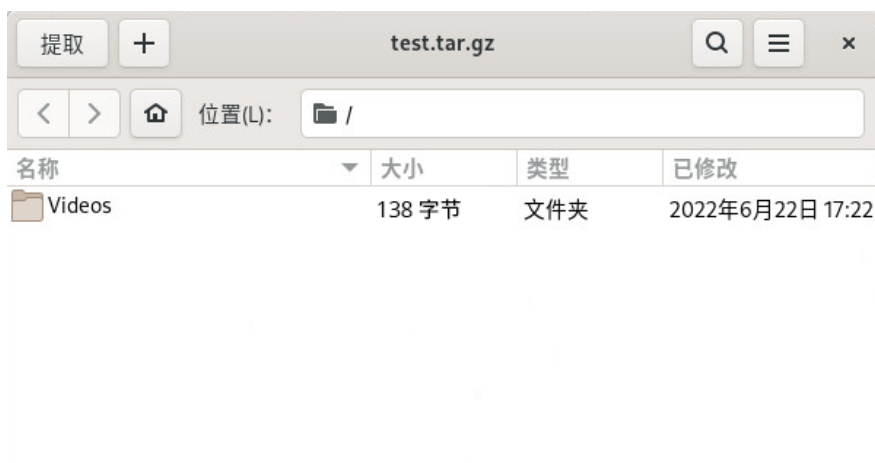 提取 test.tar.gz
位置(L): /
名称 大小 类型 已修改
Videos 138 字节 文件夹 2022年6月22日 17:22